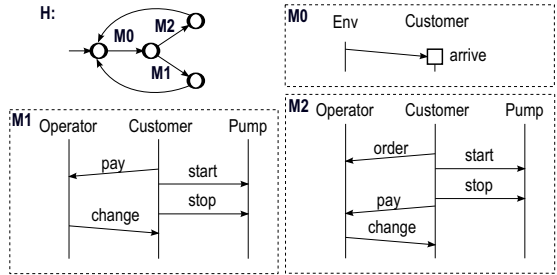 H:
M2
M0
M1
M0
Env Customer
arrive
M1 Operator Customer Pump
pay
start
stop
change
M2 Operator Customer Pump
order
start
stop
pay
change